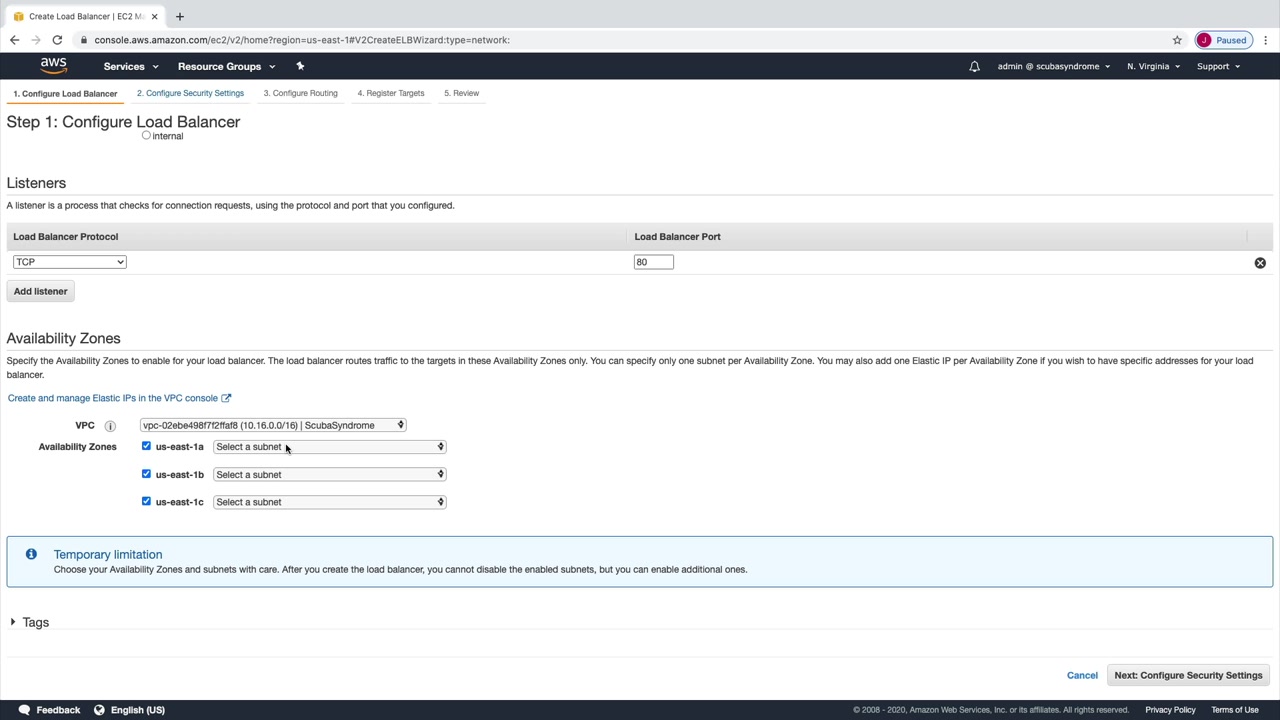 Create Load Balancer | EC2 M
console.aws.amazon.com/ec2/v2/home?region=us-east-1#V2CreateELBWizard:type=network:
J Paused
aws Services Resource Groups admin @ scubasyndrome N. Virginia Support
1. Configure Load Balancer 2. Configure Security Settings 3. Configure Routing 4. Register Targets 5. Review
Step 1: Configure Load Balancer
internal
Listeners
A listener is a process that checks for connection requests, using the protocol and port that you configured.
Load Balancer Protocol Load Balancer Port
TCP 80
Add listener
Availability Zones
Specify the Availability Zones to enable for your load balancer. The load balancer routes traffic to the targets in these Availability Zones only. You can specify only one subnet per Availability Zone. You may also add one Elastic IP per Availability Zone if you wish to have specific addresses for your load
balancer.
Create and manage Elastic IPs in the VPC console
VPC i vpc-02ebe498f7f2ffaf8 (10.16.0.0/16) | ScubaSyndrome
Availability Zones us-east-1a Select a subnet
us-east-1b Select a subnet
us-east-1c Select a subnet
Temporary limitation
Choose your Availability Zones and subnets with care. After you create the load balancer, you cannot disable the enabled subnets, but you can enable additional ones.
Tags
Cancel Next: Configure Security Settings
Feedback English (US) © 2008 - 2020, Amazon Web Services, Inc. or its affiliates. All rights reserved. Privacy Policy Terms of Use